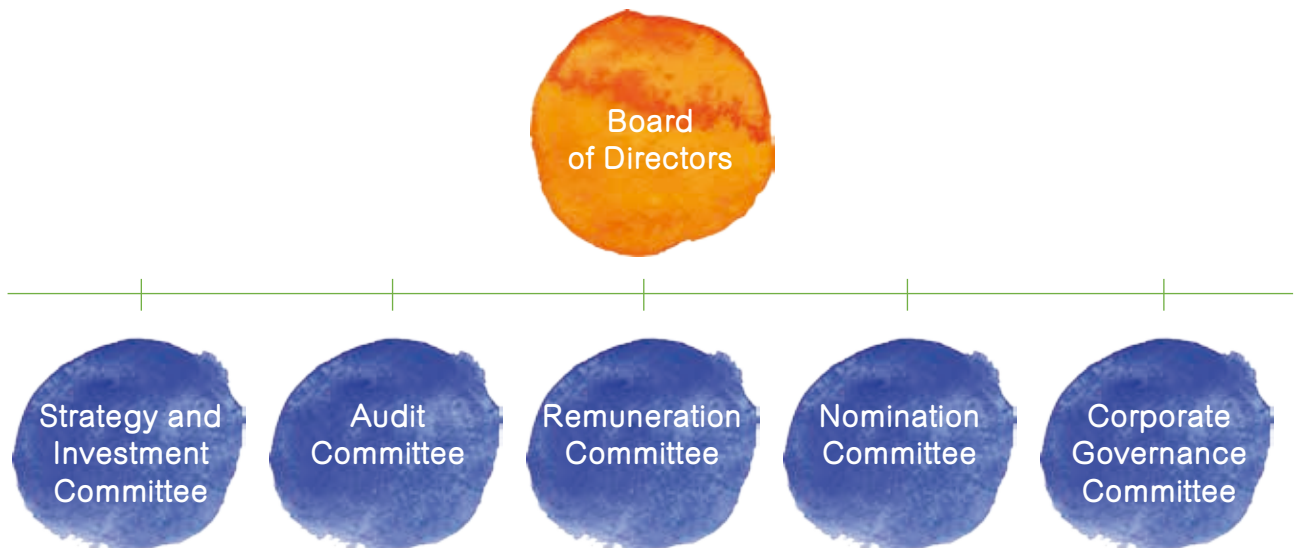 Board
of Directors
Strategy and
Investment
Committee
Audit
Committee
Remuneration
Committee
Nomination
Committee
Corporate
Governance
Committee